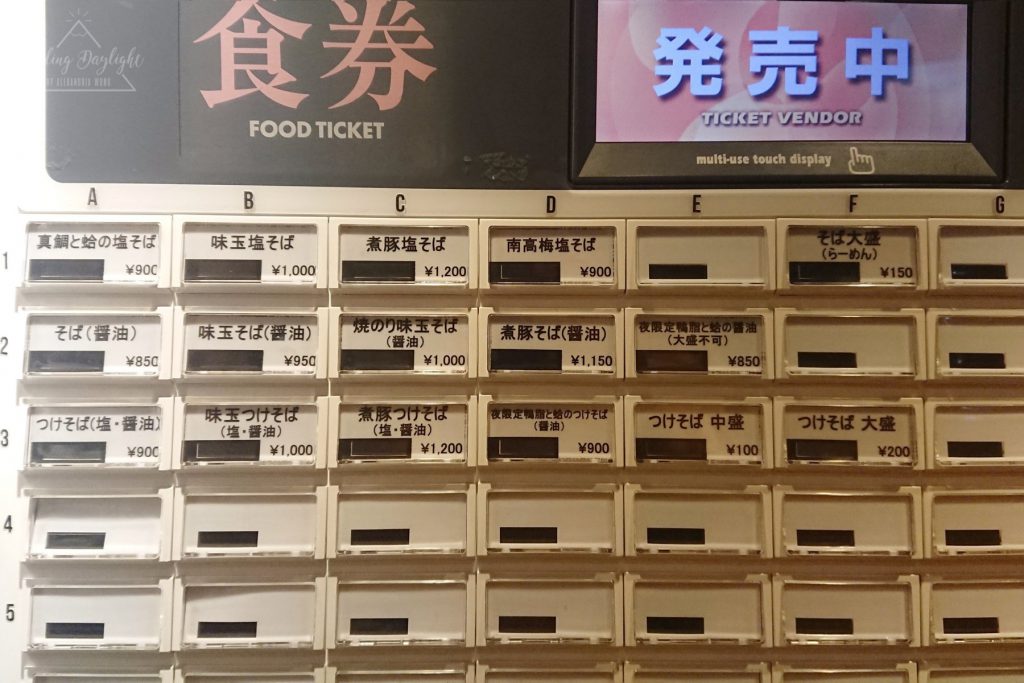 食券
FOOD TICKET
発売中
TICKET VENDOR
multi-use touch display
Daylight
A B C D E F G
1
真鯛と蛤の塩そば ¥900
味玉塩そば ¥1,000
煮豚塩そば ¥1,200
南高梅塩そば ¥900
そば大盛
(らーめん) ¥150
2
そば(醤油) ¥850
味玉そば(醤油) ¥950
焼のり味玉そば
(醤油) ¥1,000
煮豚そば(醤油) ¥1,150
夜限定鴨脂と蛤の醤油
(大盛不可) ¥850
3
つけそば(塩・醤油) ¥900
味玉つけそば
(塩・醤油) ¥1,000
煮豚つけそば
(塩・醤油) ¥1,200
夜限定鴨脂と蛤のつけそば
(醤油) ¥900
つけそば 中盛 ¥100
つけそば 大盛 ¥200
4
5